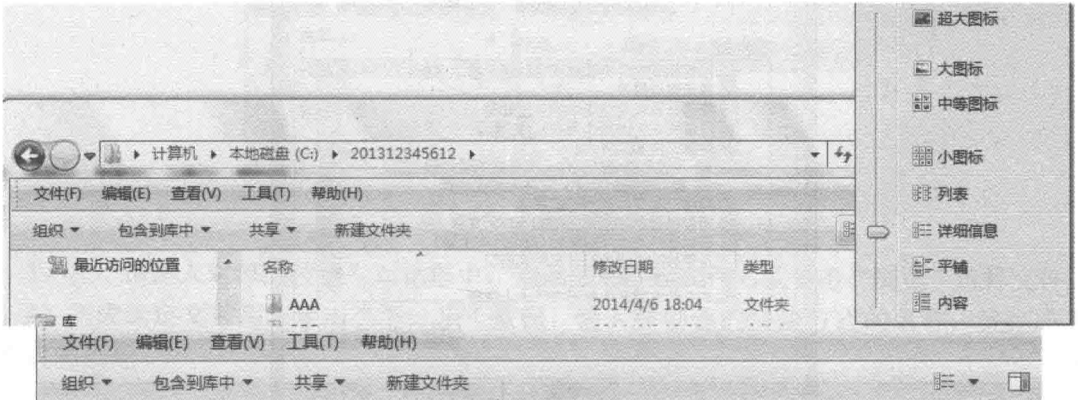 超大图标
大图标
中等图标
小图标
列表
详细信息
平铺
内容
计算机 本地磁盘 (C:) 201312345612
文件(F) 编辑(E) 查看(V) 工具(T) 帮助(H)
组织 包含到库中 共享 新建文件夹
最近访问的位置 名称 修改日期 类型
AAA 2014/4/6 18:04 文件夹
库
文件(F) 编辑(E) 查看(V) 工具(T) 帮助(H)
组织 包含到库中 共享 新建文件夹